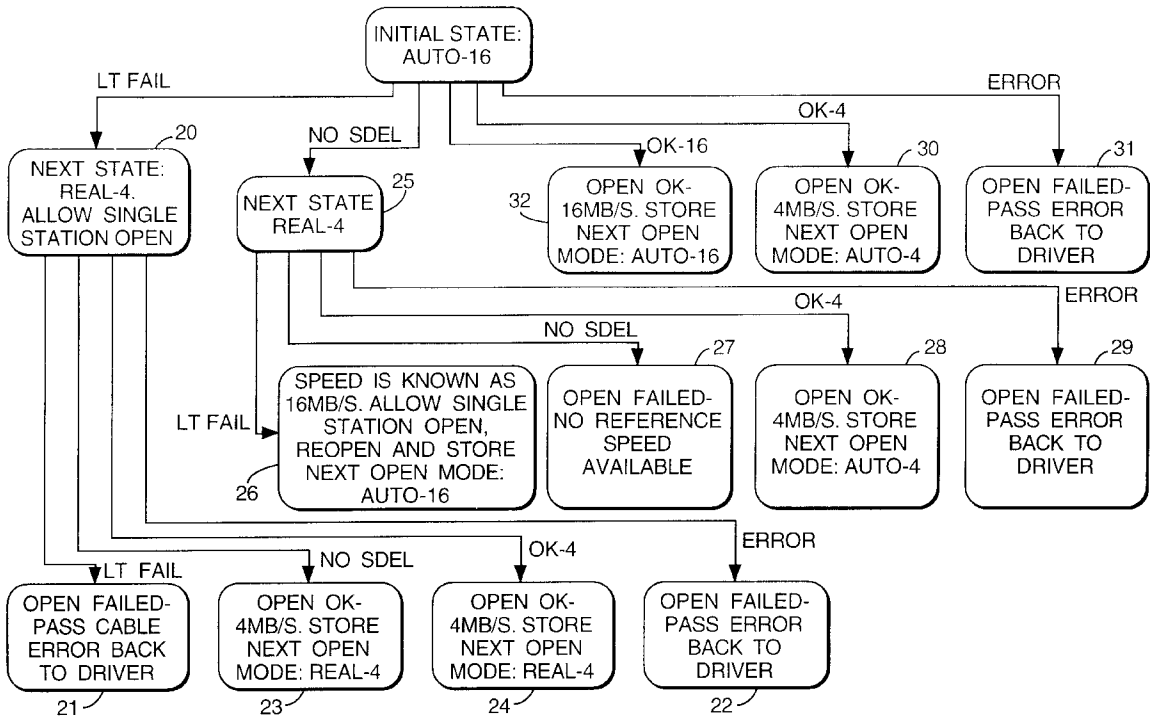 INITIAL STATE:
AUTO-16
LT FAIL
NO SDEL
OK-16
OK-4
ERROR
20
NEXT STATE:
REAL-4.
ALLOW SINGLE
STATION OPEN
25
NEXT STATE
REAL-4
32
OPEN OK-
16MB/S. STORE
NEXT OPEN
MODE: AUTO-16
30
OPEN OK-
4MB/S. STORE
NEXT OPEN
MODE: AUTO-4
31
OPEN FAILED-
PASS ERROR
BACK TO
DRIVER
LT FAIL
NO SDEL
OK-4
ERROR
26
SPEED IS KNOWN AS
16MB/S. ALLOW SINGLE
STATION OPEN,
REOPEN AND STORE
NEXT OPEN MODE:
AUTO-16
27
OPEN FAILED-
NO REFERENCE
SPEED
AVAILABLE
28
OPEN OK-
4MB/S. STORE
NEXT OPEN
MODE: AUTO-4
29
OPEN FAILED-
PASS ERROR
BACK TO
DRIVER
LT FAIL
NO SDEL
OK-4
ERROR
OPEN FAILED-
PASS CABLE
ERROR BACK
TO DRIVER
21
OPEN OK-
4MB/S. STORE
NEXT OPEN
MODE: REAL-4
23
OPEN OK-
4MB/S. STORE
NEXT OPEN
MODE: REAL-4
24
OPEN FAILED-
PASS ERROR
BACK TO
DRIVER
22